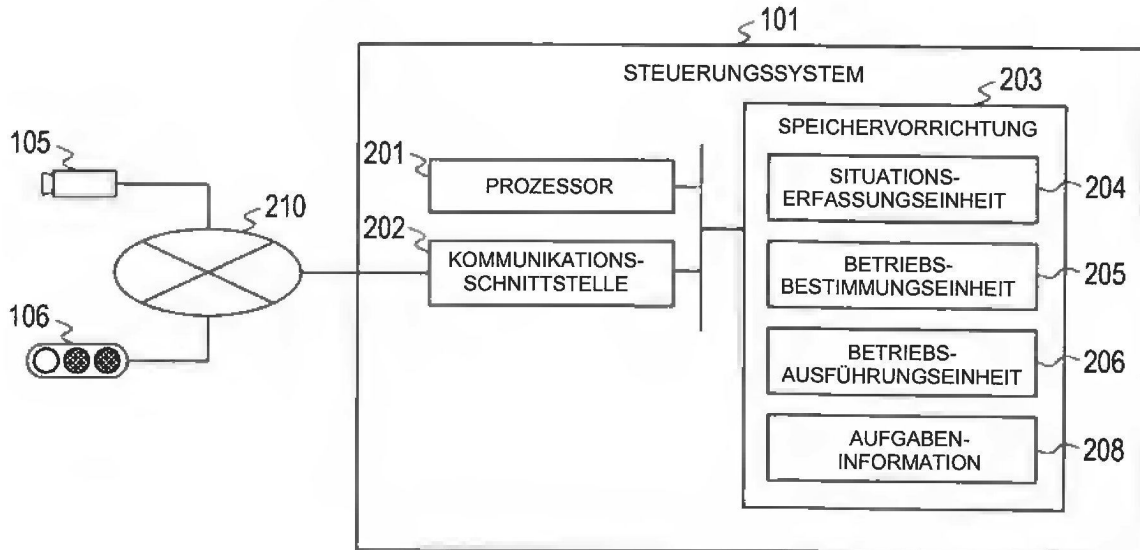 101
STEUERUNGSSYSTEM
203
SPEICHERVORRICHTUNG
105
201
PROZESSOR
SITUATIONS-
ERFASSUNGSEINHEIT
204
210
202
KOMMUNIKATIONS-
SCHNITTSTELLE
BETRIEBS-
BESTIMMUNGSEINHEIT
205
106
BETRIEBS-
AUSFÜHRUNGSEINHEIT
206
AUFGABEN-
INFORMATION
208